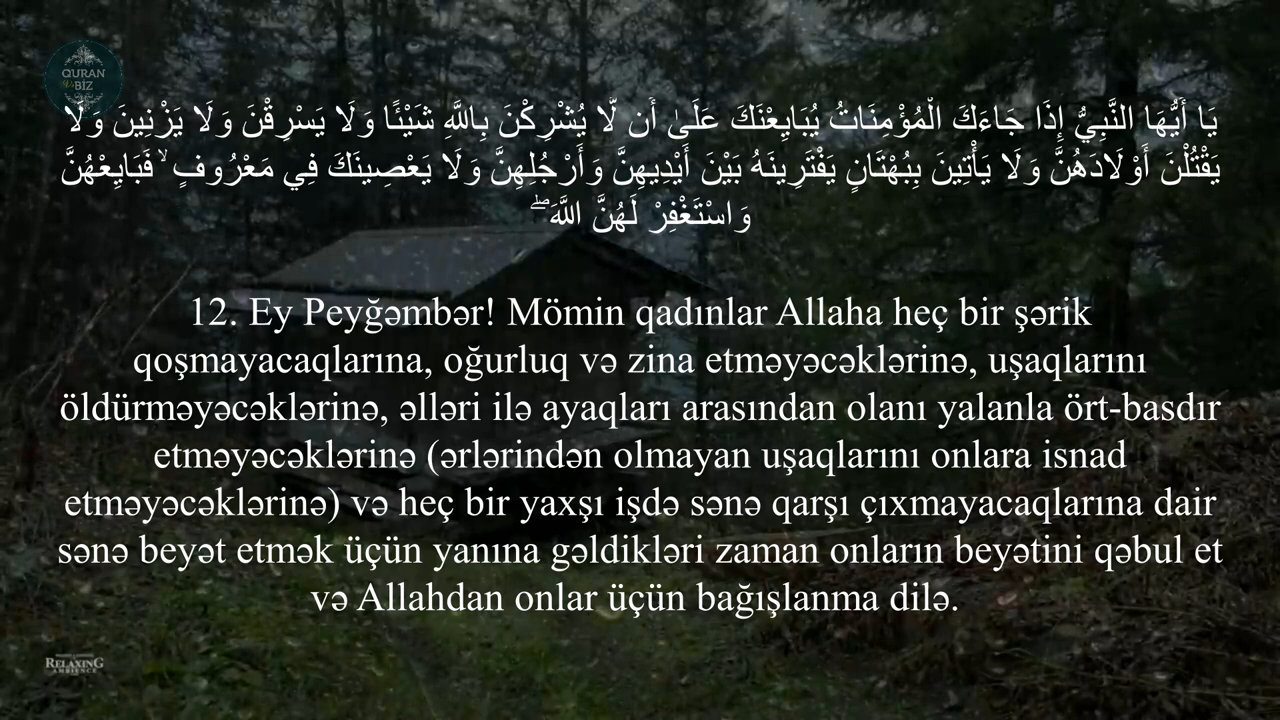 QURAN
Və BİZ
يَا أَيُّهَا النَّبِيُّ إِذَا جَاءَكَ الْمُؤْمِنَاتُ يُبَايِعْنَكَ عَلَىٰ أَن لَّا يُشْرِكْنَ بِاللَّهِ شَيْئًا وَلَا يَسْرِقْنَ وَلَا يَزْنِينَ وَلَا
يَقْتُلْنَ أَوْلَادَهُنَّ وَلَا يَأْتِينَ بِبُهْتَانٍ يَفْتَرِينَهُ بَيْنَ أَيْدِيهِنَّ وَأَرْجُلِهِنَّ وَلَا يَعْصِينَكَ فِي مَعْرُوفٍ ۙ فَبَايِعْهُنَّ
وَاسْتَغْفِرْ لَهُنَّ اللَّهَ ۖ
12. Ey Peyğəmbər! Mömin qadınlar Allaha heç bir şərik
qoşmayacaqlarına, oğurluq və zina etməyəcəklərinə, uşaqlarını
öldürməyəcəklərinə, əlləri ilə ayaqları arasından olanı yalanla ört-basdır
etməyəcəklərinə (ərlərindən olmayan uşaqlarını onlara isnad
etməyəcəklərinə) və heç bir yaxşı işdə sənə qarşı çıxmayacaqlarına dair
sənə beyət etmək üçün yanına gəldikləri zaman onların beyətini qəbul et
və Allahdan onlar üçün bağışlanma dilə.
RELAXING
AMBIENCE